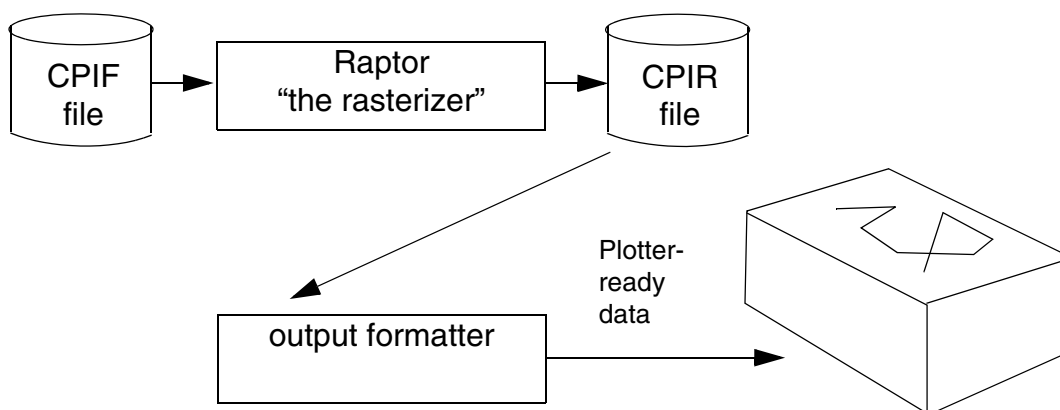 CPIF
file
Raptor
“the rasterizer”
CPIR
file
output formatter
Plotter-
ready
data